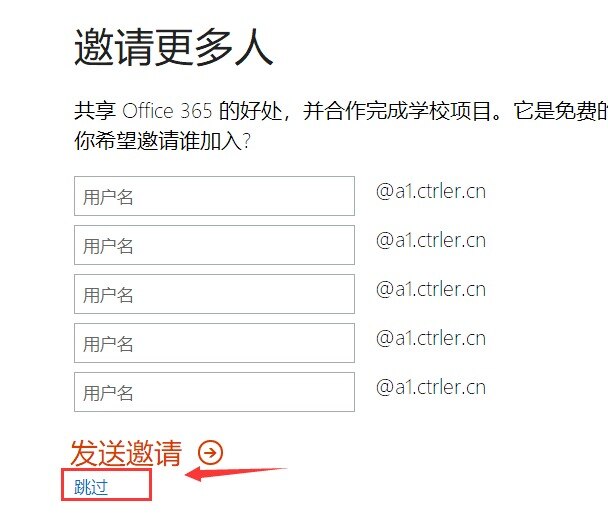 邀请更多人
共享 Office 365 的好处，并合作完成学校项目。它是免费的
你希望邀请谁加入?
用户名 @a1.ctrler.cn
用户名 @a1.ctrler.cn
用户名 @a1.ctrler.cn
用户名 @a1.ctrler.cn
用户名 @a1.ctrler.cn
发送邀请
跳过